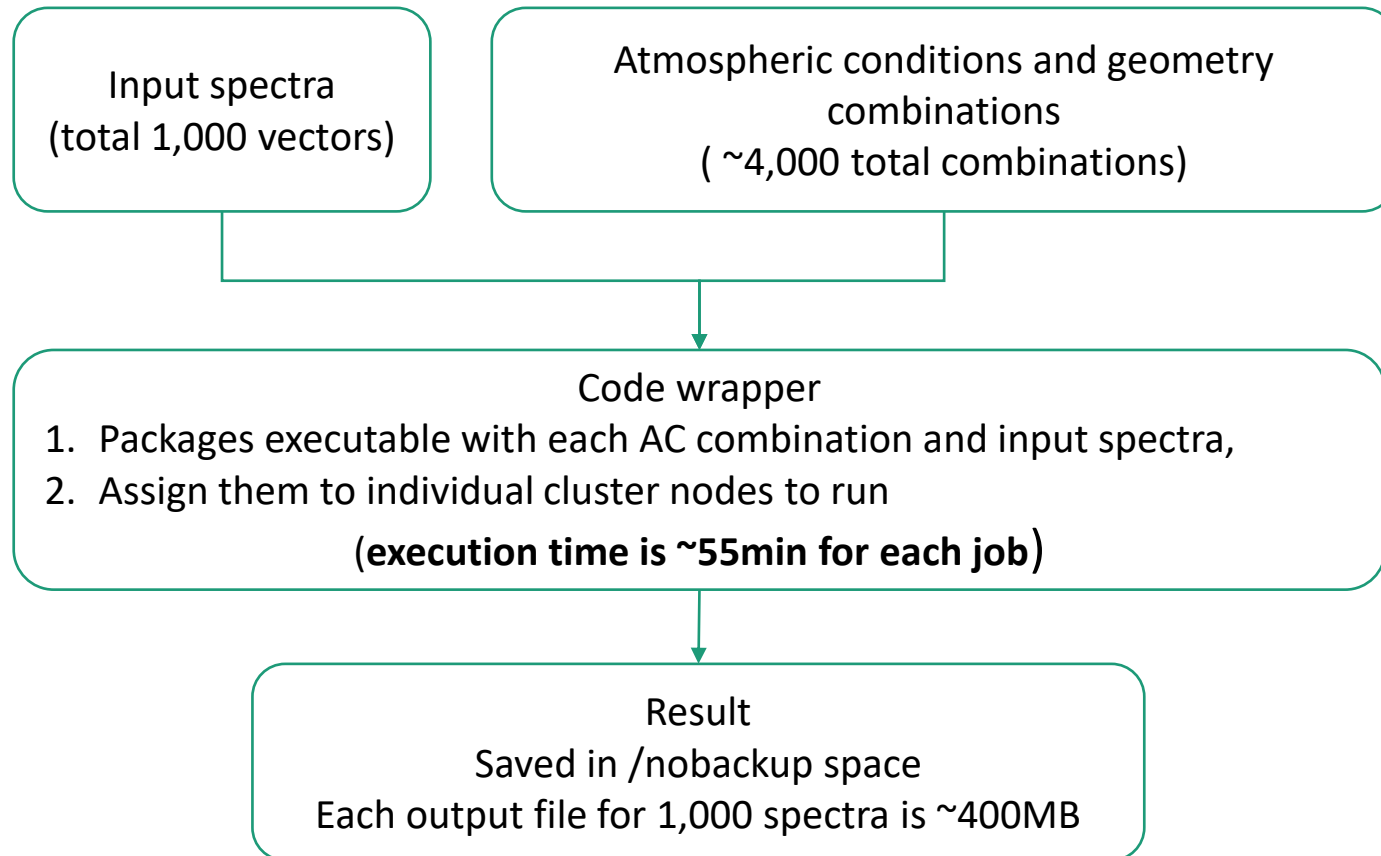 Input spectra
(total 1,000 vectors)
Atmospheric conditions and geometry
combinations
( ~4,000 total combinations)
Code wrapper
1. Packages executable with each AC combination and input spectra,
2. Assign them to individual cluster nodes to run
(execution time is ~55min for each job)
Result
Saved in /nobackup space
Each output file for 1,000 spectra is ~400MB